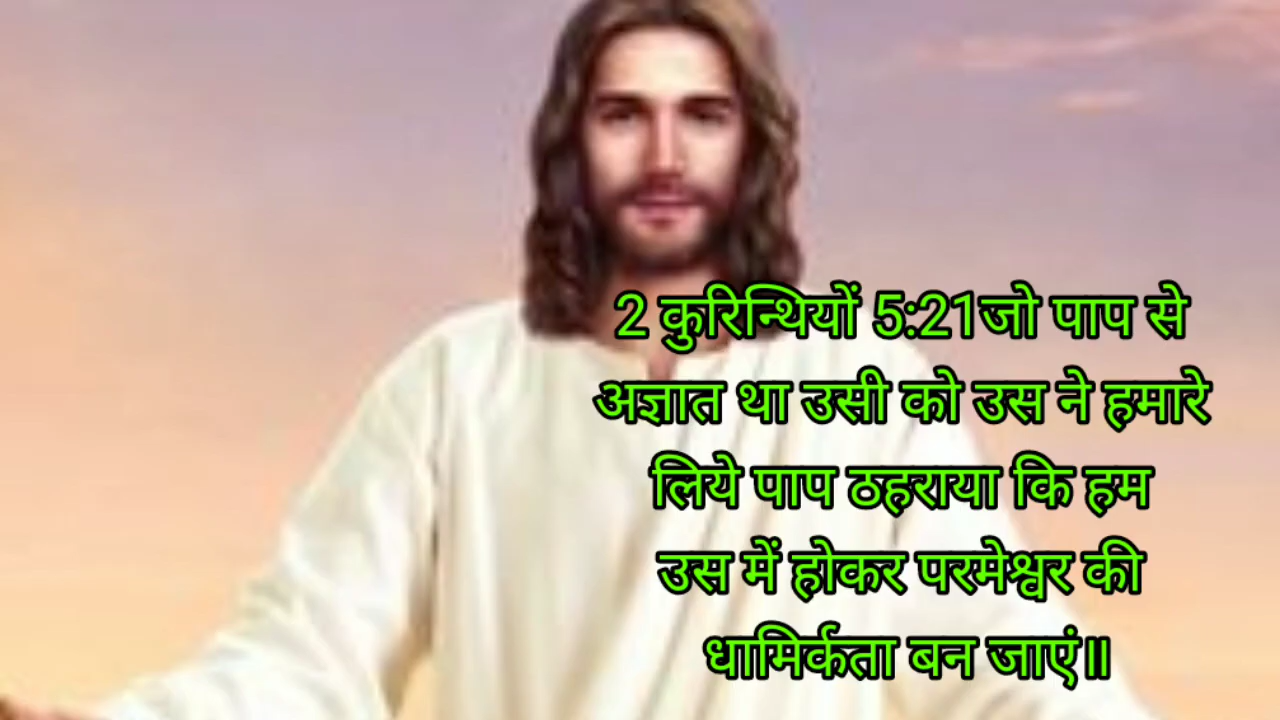 2 कुरिन्थियों 5:21जो पाप से
अज्ञात था उसी को उस ने हमारे
लिये पाप ठहराया कि हम
उस में होकर परमेश्वर की
धामिर्कता बन जाएं॥